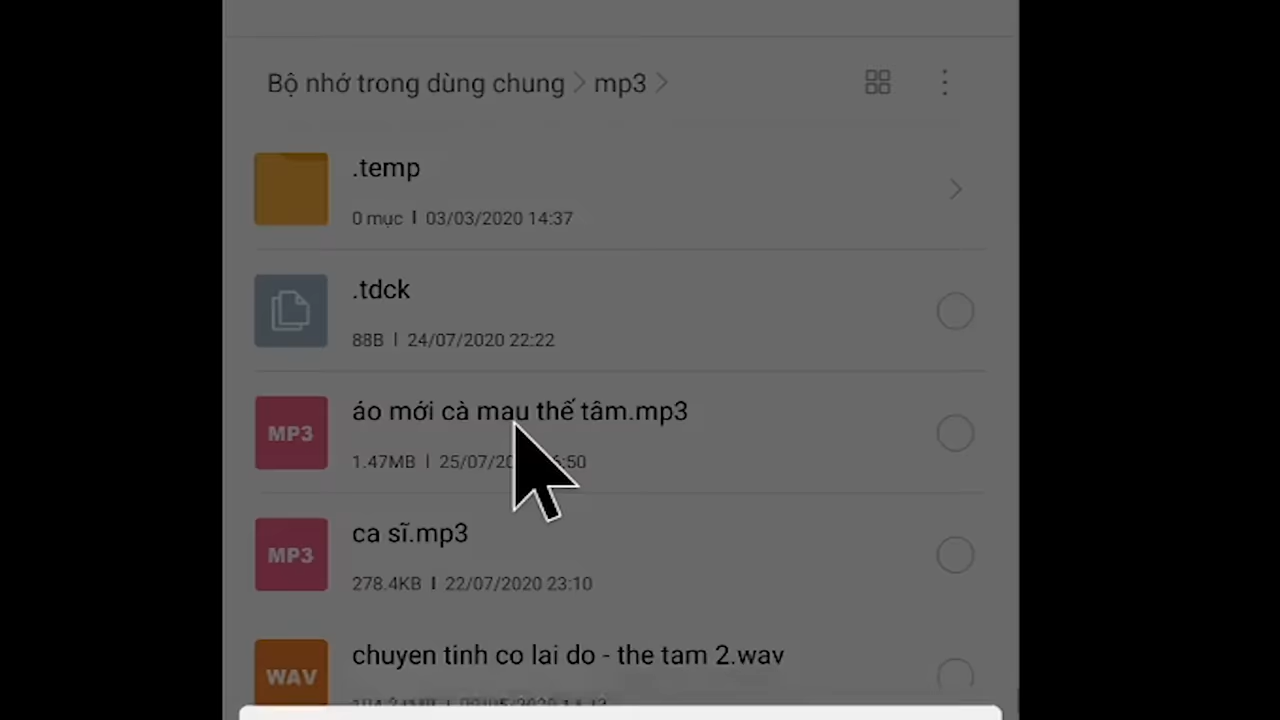 Bộ nhớ trong dùng chung > mp3 >
.temp
0 mục | 03/03/2020 14:37
.tdck
88B | 24/07/2020 22:22
áo mới cà mau thế tâm.mp3
MP3
1.47MB | 25/07/20 :50
ca sĩ.mp3
MP3
278.4KB | 22/07/2020 23:10
chuyen tinh co lai do - the tam 2.wav
WAV